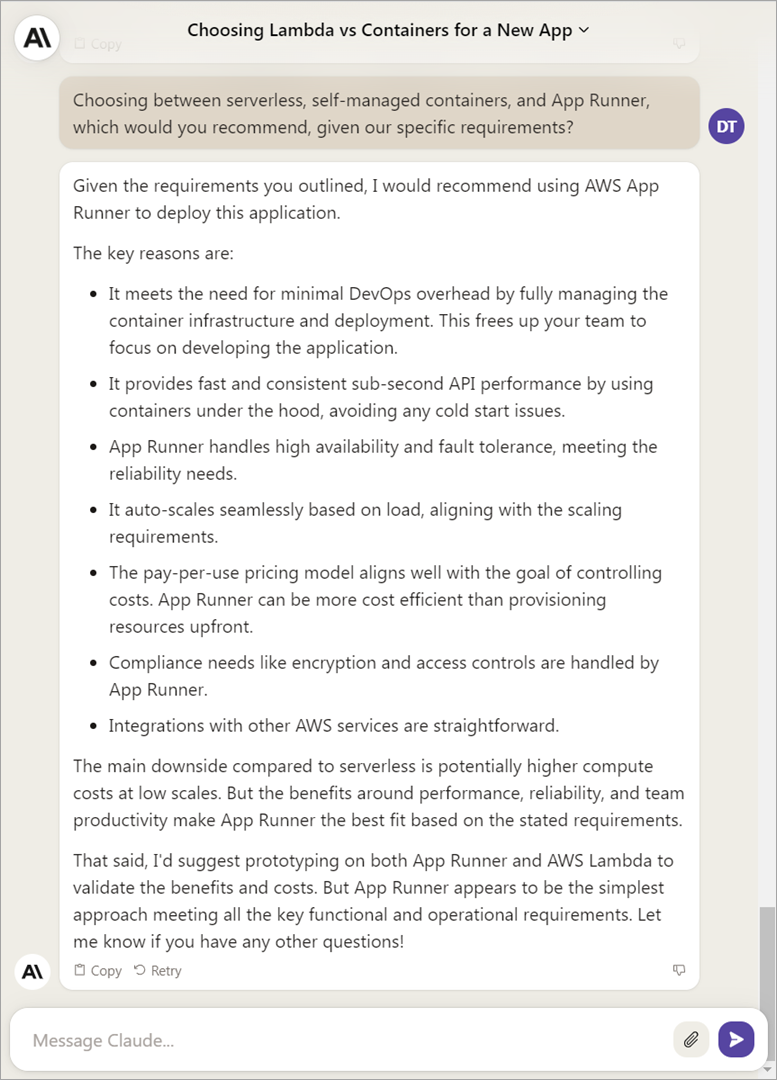 Choosing Lambda vs Containers for a New App
Copy
Choosing between serverless, self-managed containers, and App Runner,
which would you recommend, given our specific requirements?
DT
Given the requirements you outlined, I would recommend using AWS App
Runner to deploy this application.
The key reasons are:
• It meets the need for minimal DevOps overhead by fully managing the
container infrastructure and deployment. This frees up your team to
focus on developing the application.
• It provides fast and consistent sub-second API performance by using
containers under the hood, avoiding any cold start issues.
• App Runner handles high availability and fault tolerance, meeting the
reliability needs.
• It auto-scales seamlessly based on load, aligning with the scaling
requirements.
• The pay-per-use pricing model aligns well with the goal of controlling
costs. App Runner can be more cost efficient than provisioning
resources upfront.
• Compliance needs like encryption and access controls are handled by
App Runner.
• Integrations with other AWS services are straightforward.
The main downside compared to serverless is potentially higher compute
costs at low scales. But the benefits around performance, reliability, and team
productivity make App Runner the best fit based on the stated requirements.
That said, I'd suggest prototyping on both App Runner and AWS Lambda to
validate the benefits and costs. But App Runner appears to be the simplest
approach meeting all the key functional and operational requirements. Let
me know if you have any other questions!
Copy Retry
Message Claude...